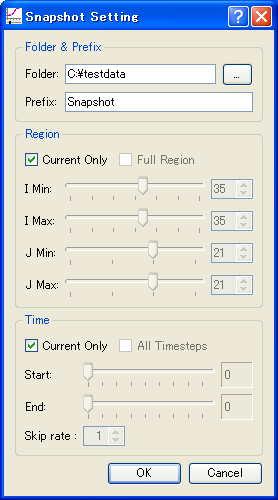 Snapshot Setting
Folder & Prefix
Folder: C:¥testdata ...
Prefix: Snapshot
Region
Current Only Full Region
I Min: 35
I Max: 35
J Min: 21
J Max: 21
Time
Current Only All Timesteps
Start: 0
End: 0
Skip rate : 1
OK Cancel